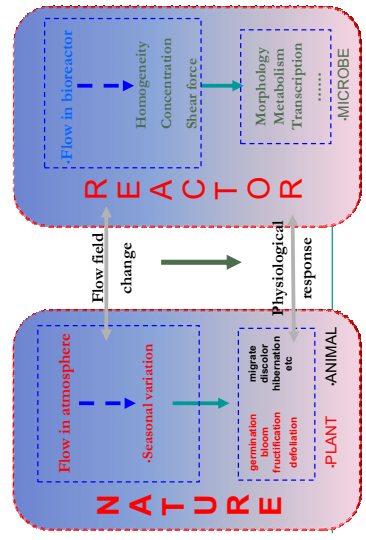 NATURE
Flow in atmosphere
·Seasonal variation
germination
bloom
fructification
defoliation
migrate
discolor
hibernation
etc
·PLANT
·ANIMAL
Flow field
change
Physiological
response
REACTOR
·Flow in bioreactor
Homogeneity
Concentration
Shear force
Morphology
Metabolism
Transcription
……
·MICROBE